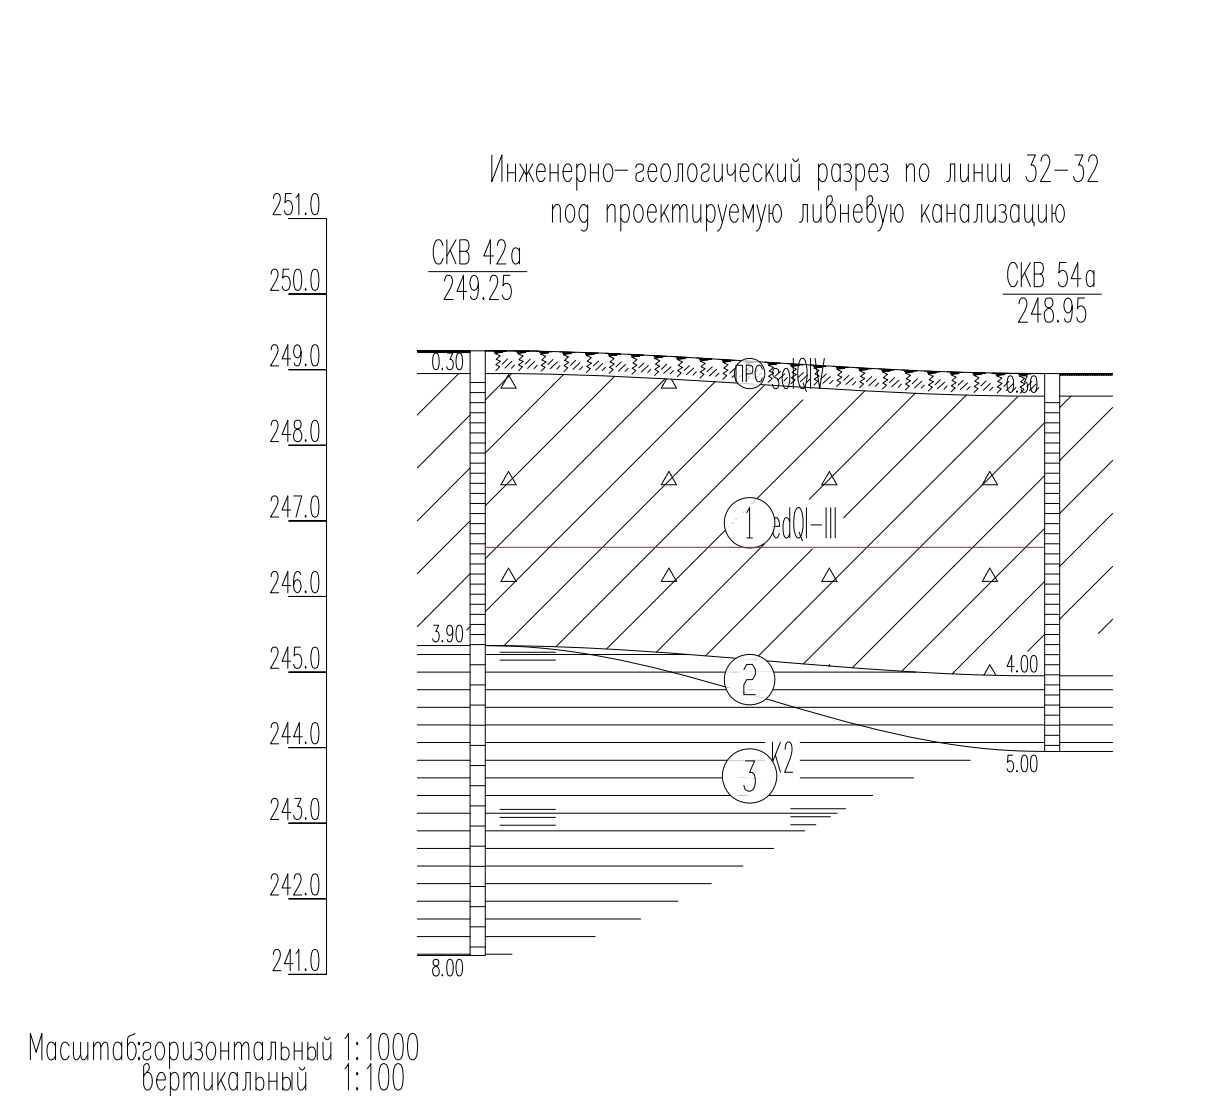 Инженерно-геологический разрез по линии 32-32
под проектируемую ливневую канализацию
251.0
250.0
249.0
248.0
247.0
246.0
245.0
244.0
243.0
242.0
241.0
СКВ 42а
249.25
СКВ 54а
248.95
0.30
ПРС solQIV
0.30
1 edQI-III
3.90
4.00
2
K2
3
5.00
8.00
Масштаб:горизонтальный 1:1000
вертикальный 1:100